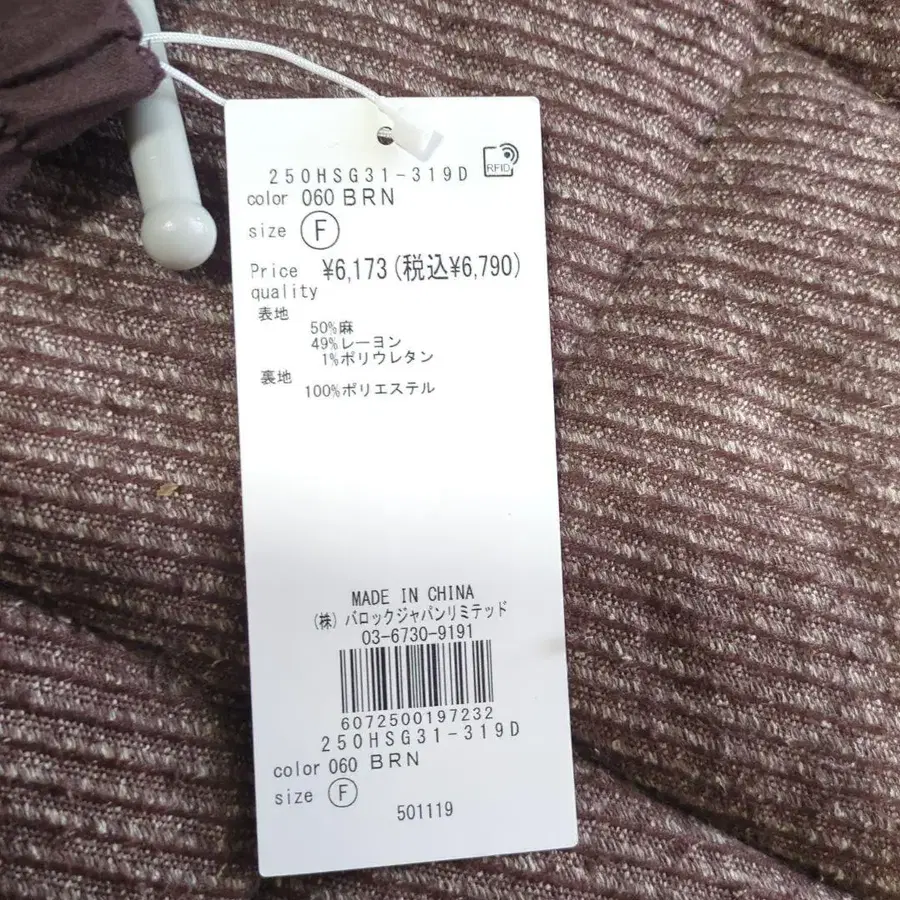 RFID
250HSG31-319D
color 060 BRN
size F
Price ¥6,173(税込¥6,790)
quality
表地
50%麻
49%レーヨン
1%ポリウレタン
裏地
100%ポリエステル
MADE IN CHINA
(株) バロックジャパンリミテッド
03-6730-9191
6072500197232
250HSG31-319D
color 060 BRN
size F
501119